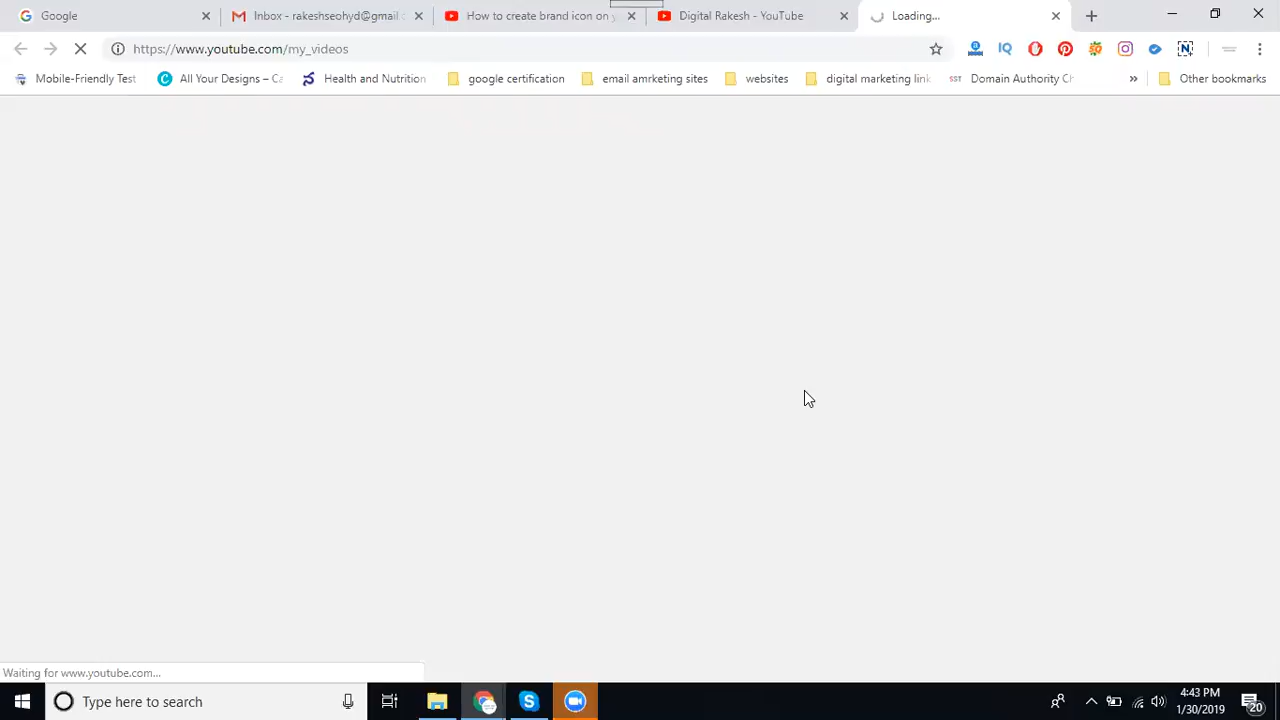 Google
Inbox - rakeshseohyd@gma
How to create brand icon on y
Digital Rakesh - YouTube
Loading...
https://www.youtube.com/my_videos
IQ
N
Mobile-Friendly Test
All Your Designs – Ca
Health and Nutrition
google certification
email amrketing sites
websites
digital marketing link
SST
Domain Authority Ch
»
Other bookmarks
Waiting for www.youtube.com...
Type here to search
4:43 PM
1/30/2019
20